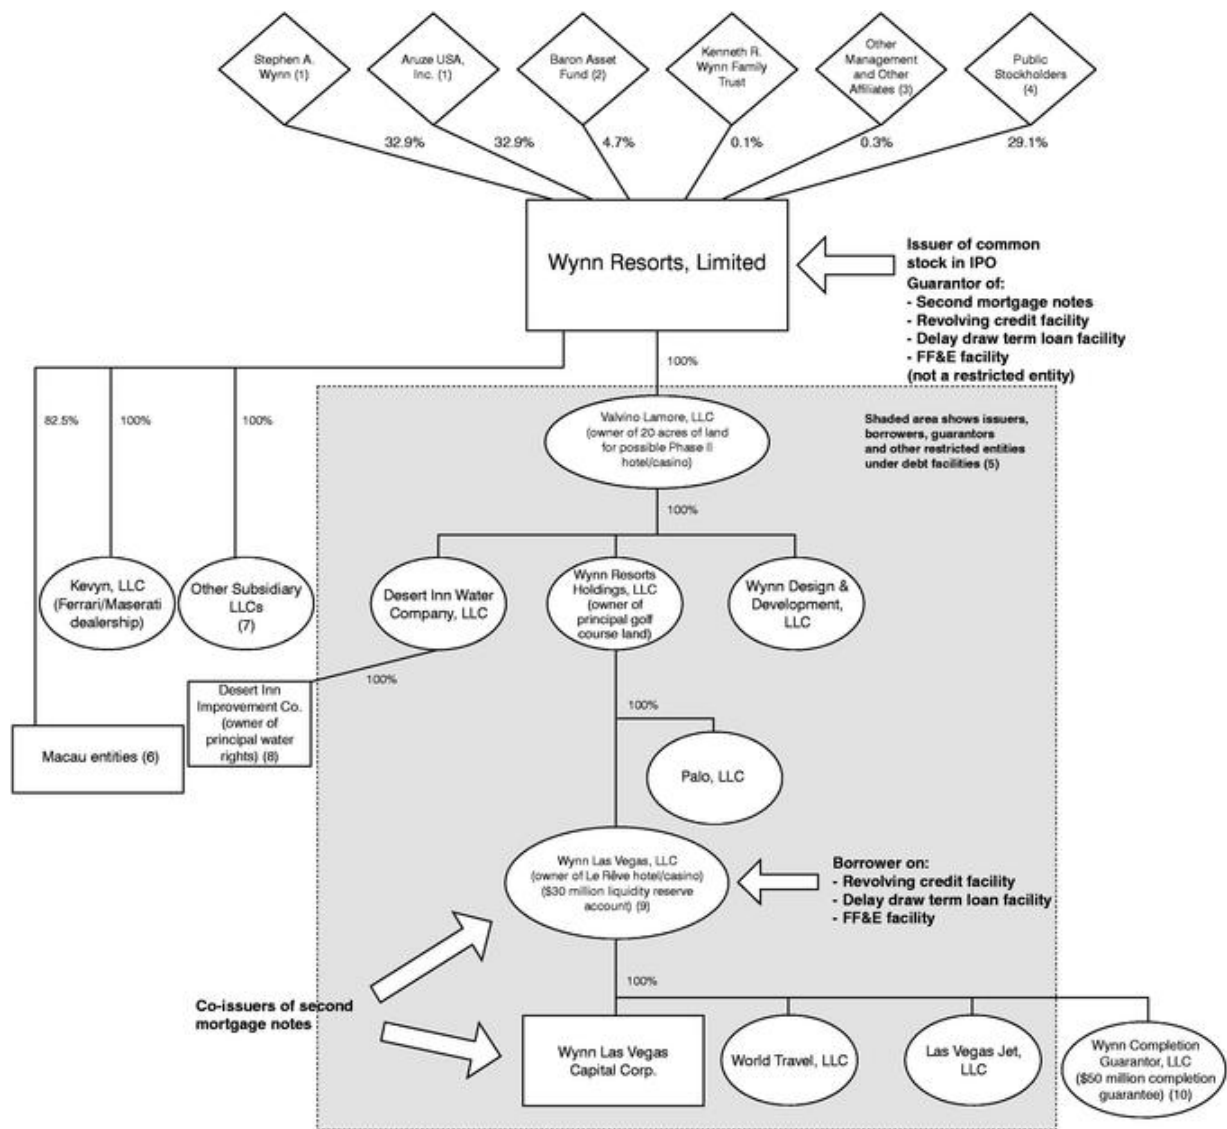 Stephen A.
Wynn (1)
Aruze USA,
Inc. (1)
Baron Asset
Fund (2)
Kenneth R.
Wynn Family
Trust
Other
Management
and Other
Affiliates (3)
Public
Stockholders
(4)
32.9%
32.9%
4.7%
0.1%
0.3%
29.1%
Wynn Resorts, Limited
Issuer of common
stock in IPO
Guarantor of:
- Second mortgage notes
- Revolving credit facility
- Delay draw term loan facility
- FF&E facility
(not a restricted entity)
82.5%
100%
100%
100%
Valvino Lamore, LLC
(owner of 20 acres of land
for possible Phase II
hotel/casino)
Shaded area shows issuers,
borrowers, guarantors
and other restricted entities
under debt facilities (5)
100%
Kevyn, LLC
(Ferrari/Maserati
dealership)
Other Subsidiary
LLCs
(7)
Desert Inn Water
Company, LLC
Wynn Resorts
Holdings, LLC
(owner of
principal golf
course land)
Wynn Design &
Development,
LLC
100%
Desert Inn
Improvement Co.
(owner of
principal water
rights) (8)
Macau entities (6)
100%
Palo, LLC
Wynn Las Vegas, LLC
(owner of Le Rêve hotel/casino)
($30 million liquidity reserve
account) (9)
Borrower on:
- Revolving credit facility
- Delay draw term loan facility
- FF&E facility
100%
Co-issuers of second
mortgage notes
Wynn Las Vegas
Capital Corp.
World Travel, LLC
Las Vegas Jet,
LLC
Wynn Completion
Guarantor, LLC
($50 million completion
guarantee) (10)